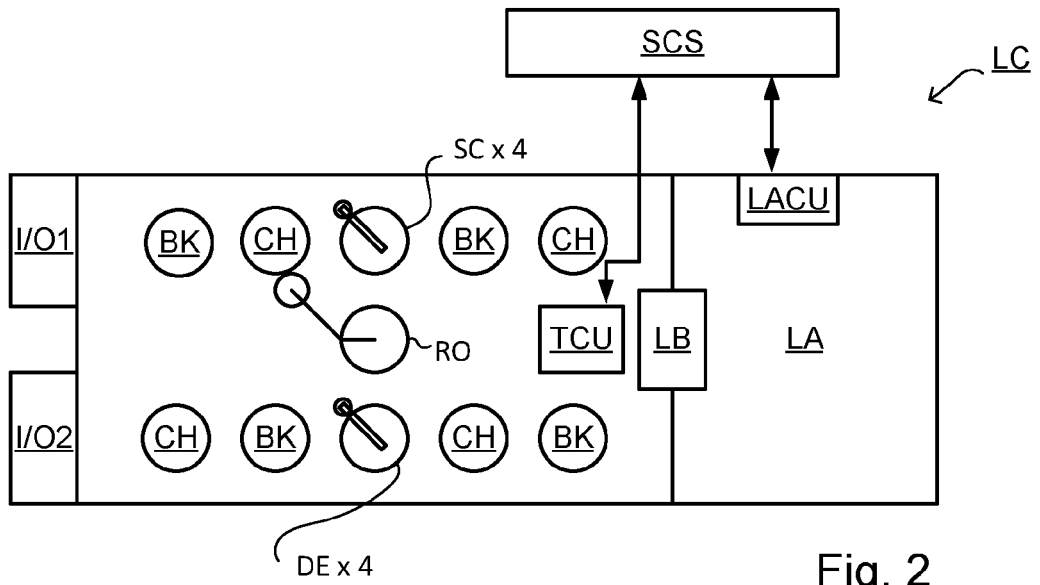 SCS
LC
SC x 4
I/O1
BK
CH
BK
CH
LACU
TCU
LB
LA
RO
I/O2
CH
BK
CH
BK
DE x 4
Fig. 2